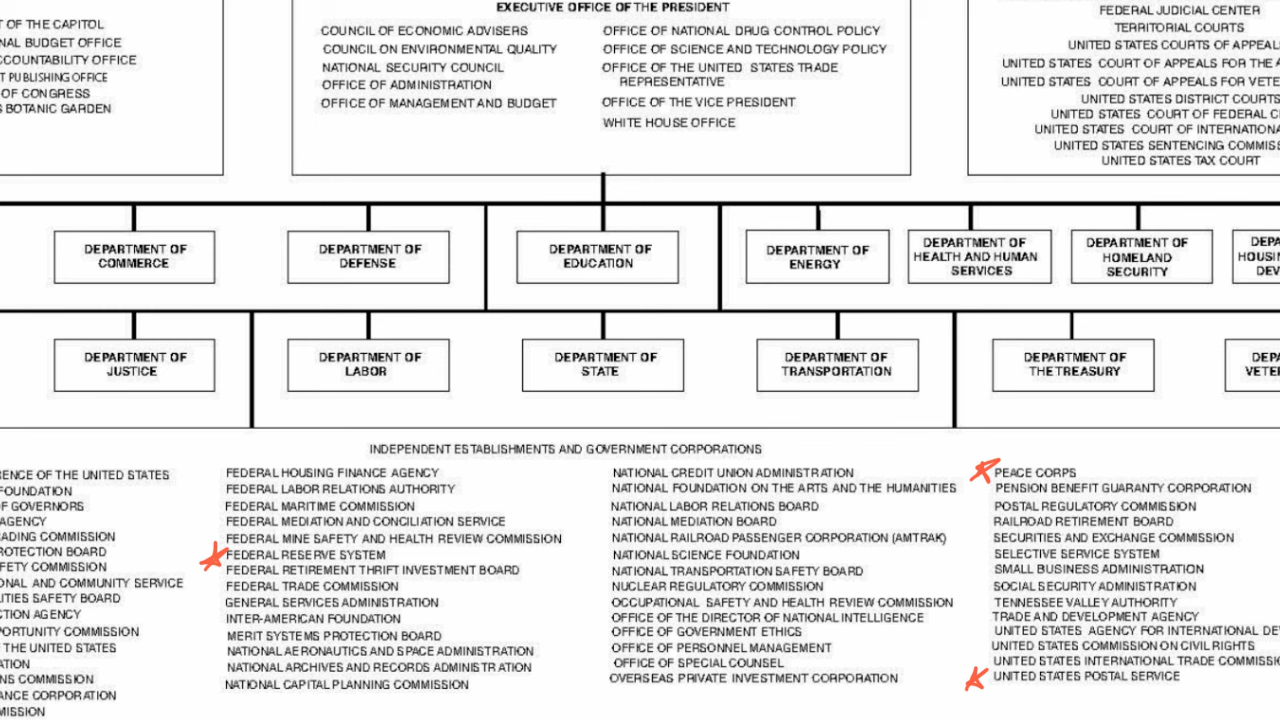 EXECUTIVE OFFICE OF THE PRESIDENT
T OF THE CAPITOL
NAL BUDGET OFFICE
CCOUNTABILITY OFFICE
T PUBLISHING OFFICE
OF CONGRESS
S BOTANIC GARDEN
COUNCIL OF ECONOMIC ADVISERS
COUNCIL ON ENVIRONMENTAL QUALITY
NATIONAL SECURITY COUNCIL
OFFICE OF ADMINISTRATION
OFFICE OF MANAGEMENT AND BUDGET
OFFICE OF NATIONAL DRUG CONTROL POLICY
OFFICE OF SCIENCE AND TECHNOLOGY POLICY
OFFICE OF THE UNITED STATES TRADE
REPRESENTATIVE
OFFICE OF THE VICE PRESIDENT
WHITE HOUSE OFFICE
FEDERAL JUDICIAL CENTER
TERRITORIAL COURTS
UNITED STATES COURTS OF APPEAL
UNITED STATES COURT OF APPEALS FOR THE A
UNITED STATES COURT OF APPEALS FOR VETE
UNITED STATES DISTRICT COURTS
UNITED STATES COURT OF FEDERAL C
UNITED STATES COURT OF INTERNATIONA
UNITED STATES SENTENCING COMMISS
UNITED STATES TAX COURT
DEPARTMENT OF
COMMERCE
DEPARTMENT OF
DEFENSE
DEPARTMENT OF
EDUCATION
DEPARTMENT OF
ENERGY
DEPARTMENT OF
HEALTH AND HUMAN
SERVICES
DEPARTMENT OF
HOMELAND
SECURITY
DEPA
HOUSIN
DEV
DEPARTMENT OF
JUSTICE
DEPARTMENT OF
LABOR
DEPARTMENT OF
STATE
DEPARTMENT OF
TRANSPORTATION
DEPARTMENT OF
THE TREASURY
DEPA
VETER
INDEPENDENT ESTABLISHMENTS AND GOVERNMENT CORPORATIONS
RENCE OF THE UNITED STATES
FOUNDATION
F GOVERNORS
AGENCY
ADING COMMISSION
ROTECTION BOARD
FETY COMMISSION
ONAL AND COMMUNITY SERVICE
ITIES SAFETY BOARD
CTION AGENCY
PORTUNITY COMMISSION
THE UNITED STATES
ATION
NS COMMISSION
ANCE CORPORATION
MISSION
FEDERAL HOUSING FINANCE AGENCY
FEDERAL LABOR RELATIONS AUTHORITY
FEDERAL MARITIME COMMISSION
FEDERAL MEDIATION AND CONCILIATION SERVICE
FEDERAL MINE SAFETY AND HEALTH REVIEW COMMISSION
FEDERAL RESERVE SYSTEM
FEDERAL RETIREMENT THRIFT INVESTMENT BOARD
FEDERAL TRADE COMMISSION
GENERAL SERVICES ADMINISTRATION
INTER-AMERICAN FOUNDATION
MERIT SYSTEMS PROTECTION BOARD
NATIONAL AERONAUTICS AND SPACE ADMINISTRATION
NATIONAL ARCHIVES AND RECORDS ADMINISTRATION
NATIONAL CAPITAL PLANNING COMMISSION
NATIONAL CREDIT UNION ADMINISTRATION
NATIONAL FOUNDATION ON THE ARTS AND THE HUMANITIES
NATIONAL LABOR RELATIONS BOARD
NATIONAL MEDIATION BOARD
NATIONAL RAILROAD PASSENGER CORPORATION (AMTRAK)
NATIONAL SCIENCE FOUNDATION
NATIONAL TRANSPORTATION SAFETY BOARD
NUCLEAR REGULATORY COMMISSION
OCCUPATIONAL SAFETY AND HEALTH REVIEW COMMISSION
OFFICE OF THE DIRECTOR OF NATIONAL INTELLIGENCE
OFFICE OF GOVERNMENT ETHICS
OFFICE OF PERSONNEL MANAGEMENT
OFFICE OF SPECIAL COUNSEL
OVERSEAS PRIVATE INVESTMENT CORPORATION
PEACE CORPS
PENSION BENEFIT GUARANTY CORPORATION
POSTAL REGULATORY COMMISSION
RAILROAD RETIREMENT BOARD
SECURITIES AND EXCHANGE COMMISSION
SELECTIVE SERVICE SYSTEM
SMALL BUSINESS ADMINISTRATION
SOCIAL SECURITY ADMINISTRATION
TENNESSEE VALLEY AUTHORITY
TRADE AND DEVELOPMENT AGENCY
UNITED STATES AGENCY FOR INTERNATIONAL DE
UNITED STATES COMMISSION ON CIVIL RIGHTS
UNITED STATES INTERNATIONAL TRADE COMMISSIO
UNITED STATES POSTAL SERVICE